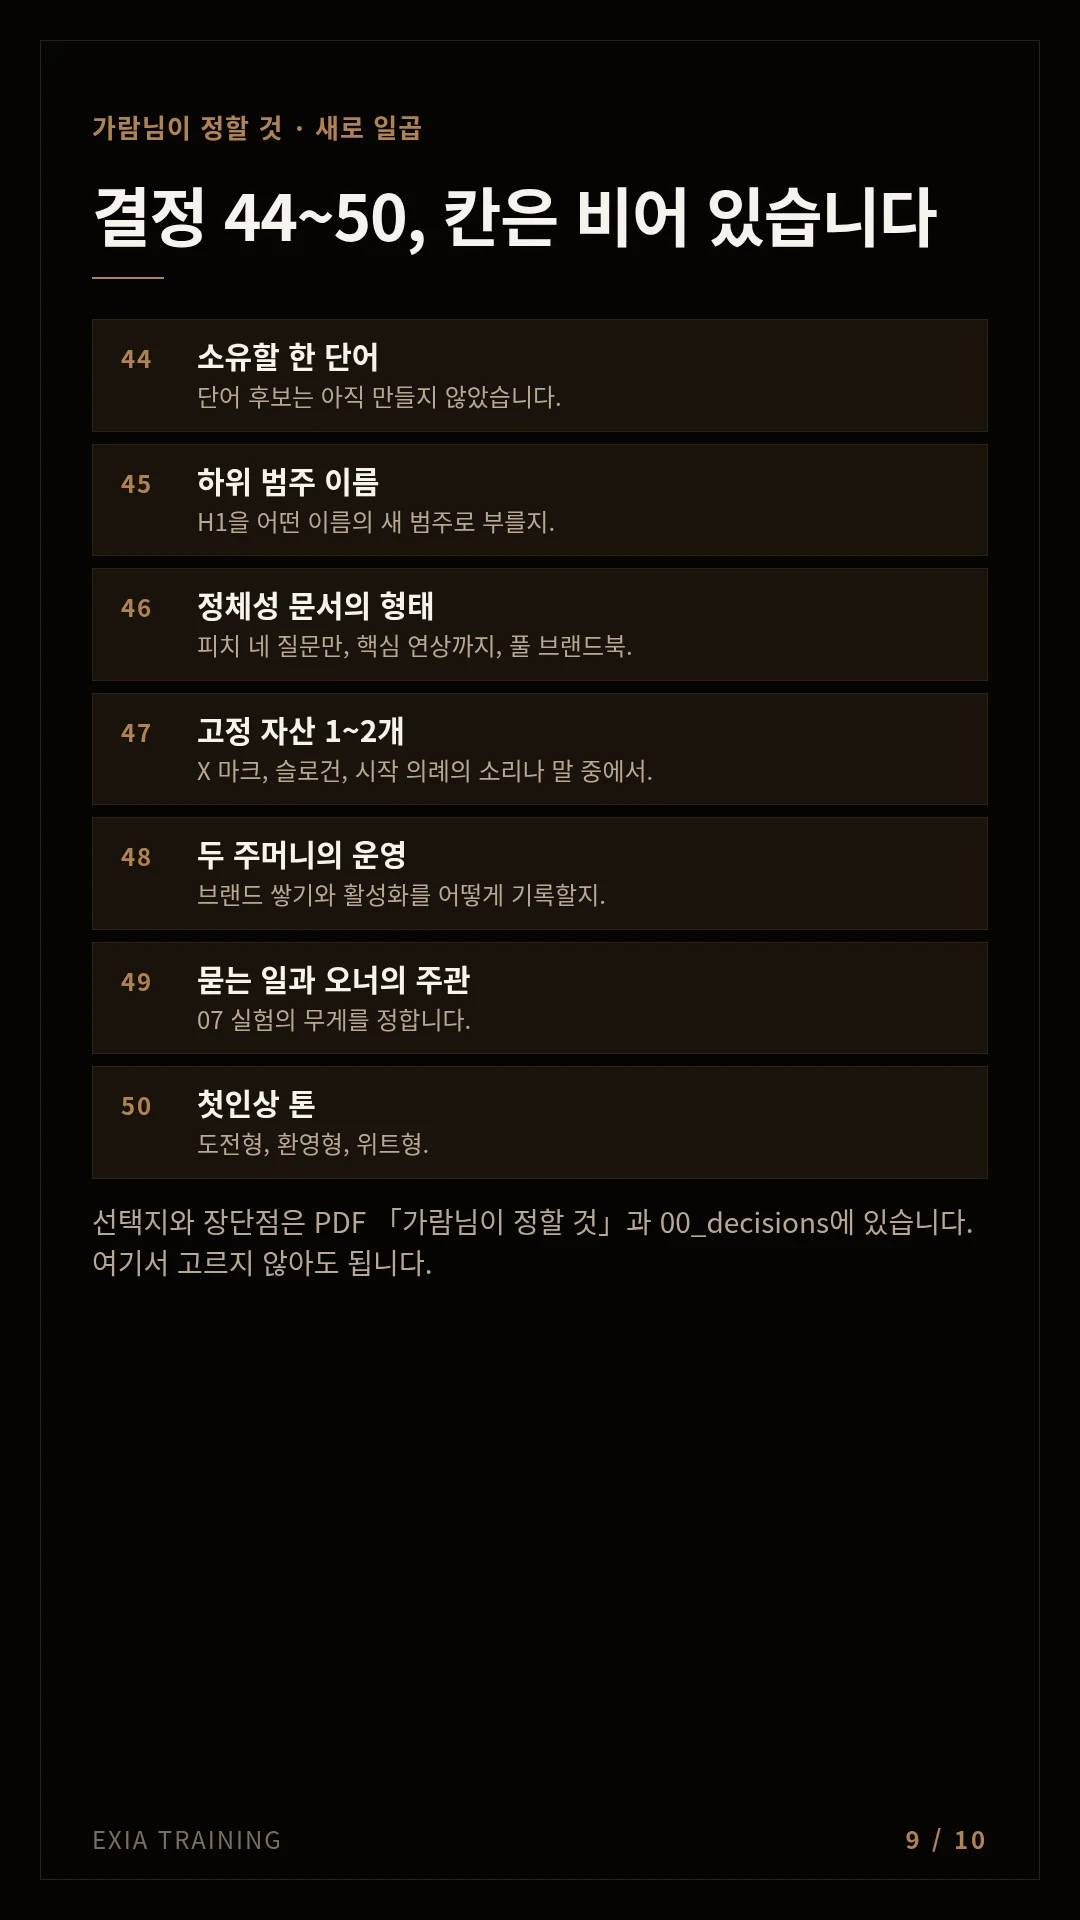 가람님이 정할 것 · 새로 일곱
결정 44~50, 칸은 비어 있습니다
44 소유할 한 단어
단어 후보는 아직 만들지 않았습니다.
45 하위 범주 이름
H1을 어떤 이름의 새 범주로 부를지.
46 정체성 문서의 형태
피치 네 질문만, 핵심 연상까지, 풀 브랜드북.
47 고정 자산 1~2개
X 마크, 슬로건, 시작 의례의 소리나 말 중에서.
48 두 주머니의 운영
브랜드 쌓기와 활성화를 어떻게 기록할지.
49 묻는 일과 오너의 주관
07 실험의 무게를 정합니다.
50 첫인상 톤
도전형, 환영형, 위트형.
선택지와 장단점은 PDF 「가람님이 정할 것」과 00_decisions에 있습니다.
여기서 고르지 않아도 됩니다.
EXIA TRAINING
9 / 10